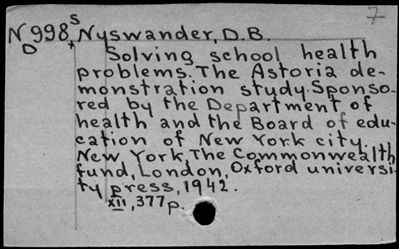 7
N998s Nyswander, D.B.
D + Solving school health
problems. The Astoria de-
monstration study. Sponso-
red by the Department of
health and the Board of edu-
cation of New York city.
New York, The Commonwealth
fund, London, Oxford universi-
ty press, 1942.
XII, 377p.